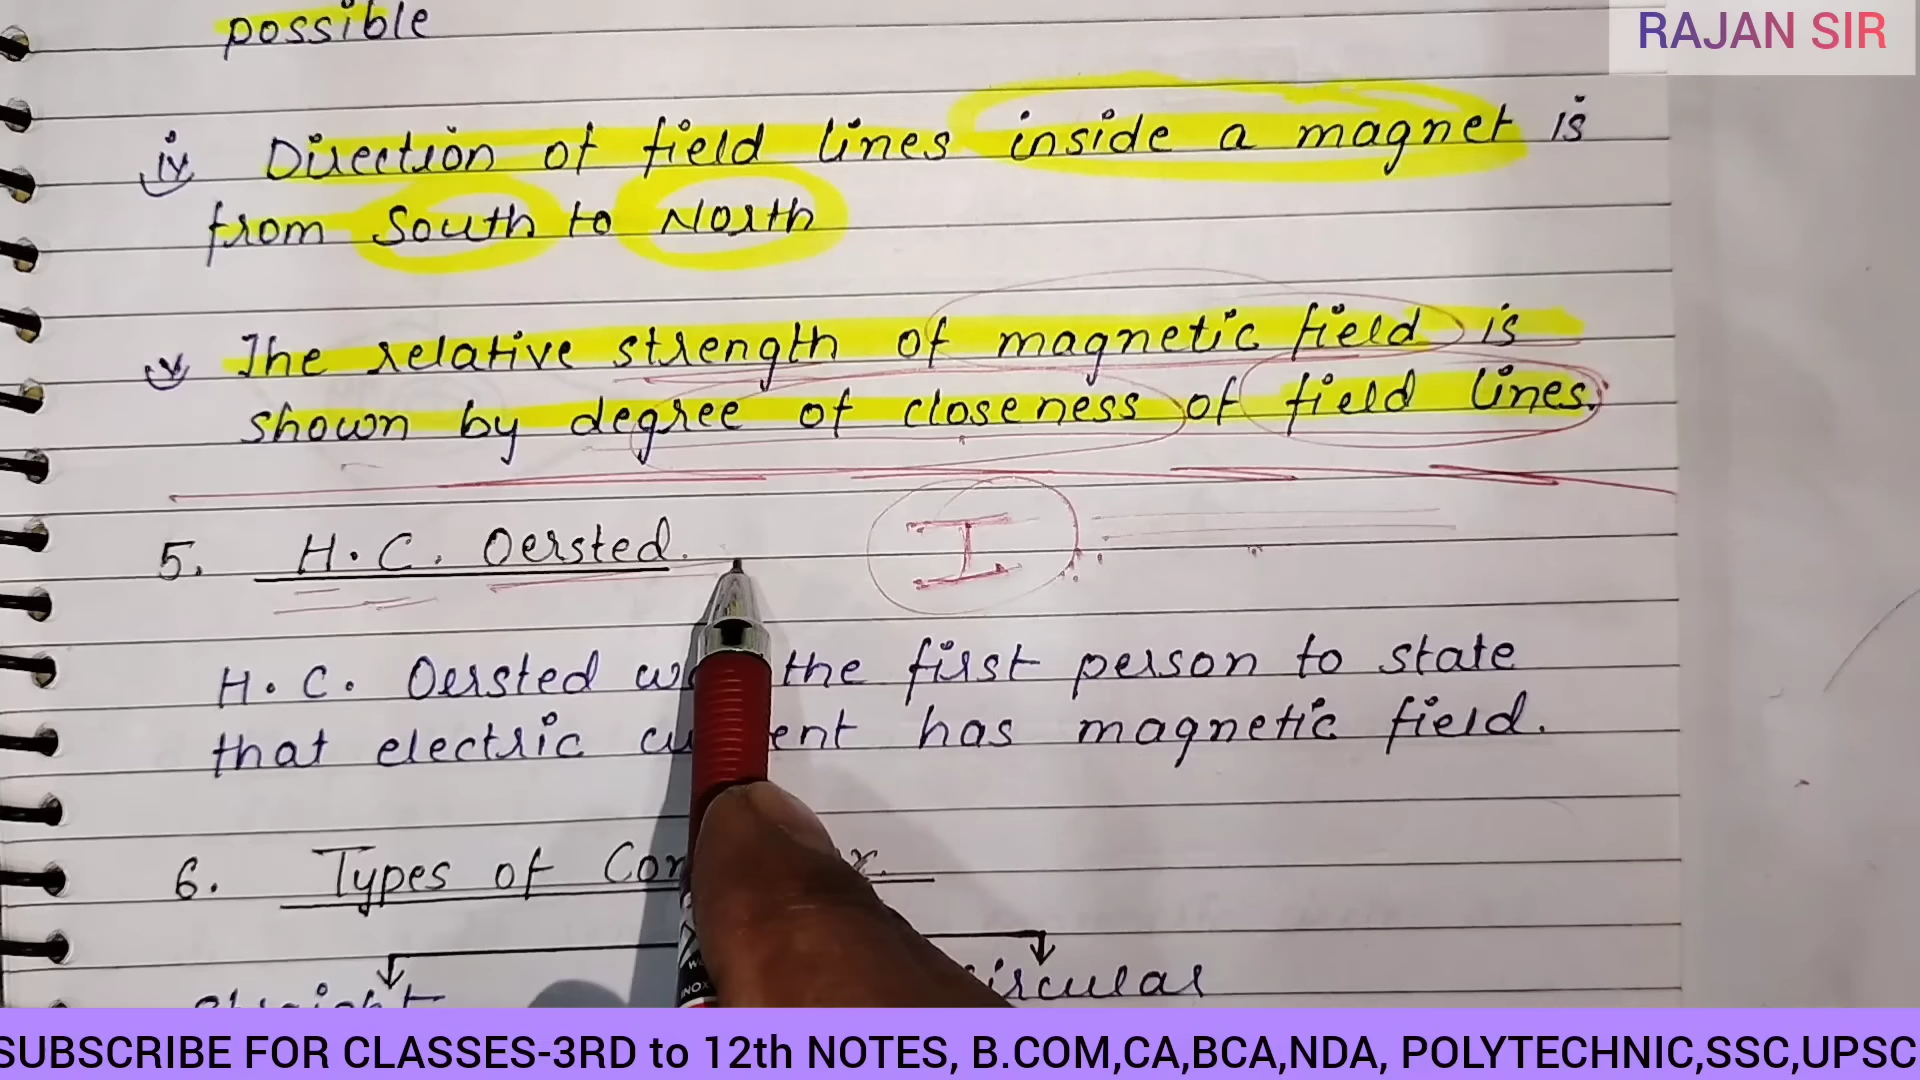 possible
RAJAN SIR
iv Direction of field lines inside a magnet is
from South to North
v The relative strength of magnetic field is
shown by degree of closeness of field lines.
5. H.C. Oersted.
I
H.C. Oersted the first person to state
that electric has magnetic field.
6. Types of
Straight
SUBSCRIBE FOR CLASSES-3RD to 12th NOTES, B.COM,CA,BCA,NDA, POLYTECHNIC,SSC,UPSC